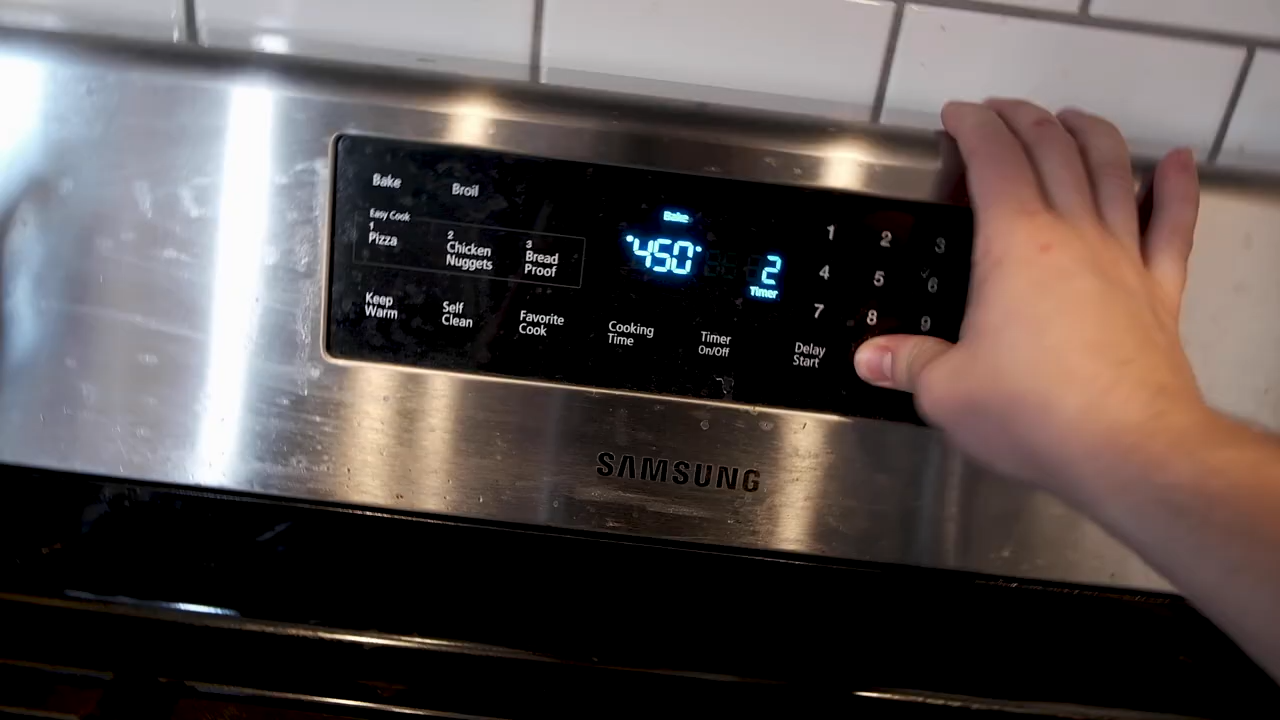 Bake
Broil
Easy Cook
1
Pizza
2
Chicken
Nuggets
3
Bread
Proof
Keep
Warm
Self
Clean
Favorite
Cook
Bake
450°
2
Timer
Cooking
Time
Timer
On/Off
Delay
Start
1 2 3
4 5 6
7 8 9
SAMSUNG